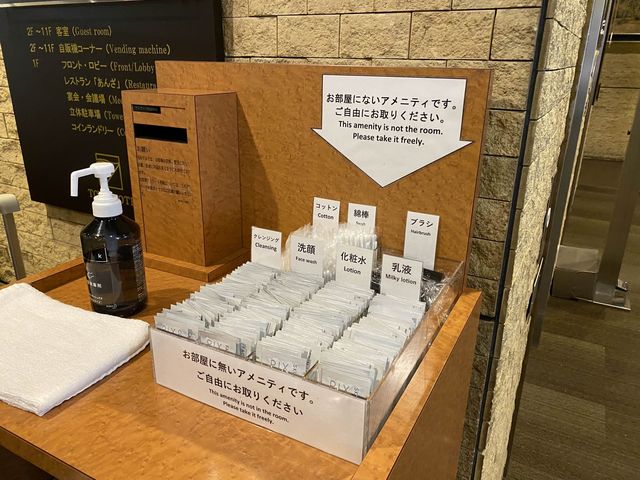 2F～11F 客室 (Guest room)
2F～11F 自販機コーナー (Vending machine)
1F フロント・ロビー (Front/Lobby
レストラン「あんざ」(Restau
宴会・会議場
立体駐車場
コインランドリー
お部屋にないアメニティです。
ご自由にお取りください。
This amenity is not the room.
Please take it freely.
コットン
Cotton
綿棒
ブラシ
Hairbrush
クレンジング
Cleansing
洗顔
Face wash
化粧水
Lotion
乳液
Milky lotion
お部屋に無いアメニティです。
ご自由にお取りください
This amenity is not in the room.
Please take it freely.